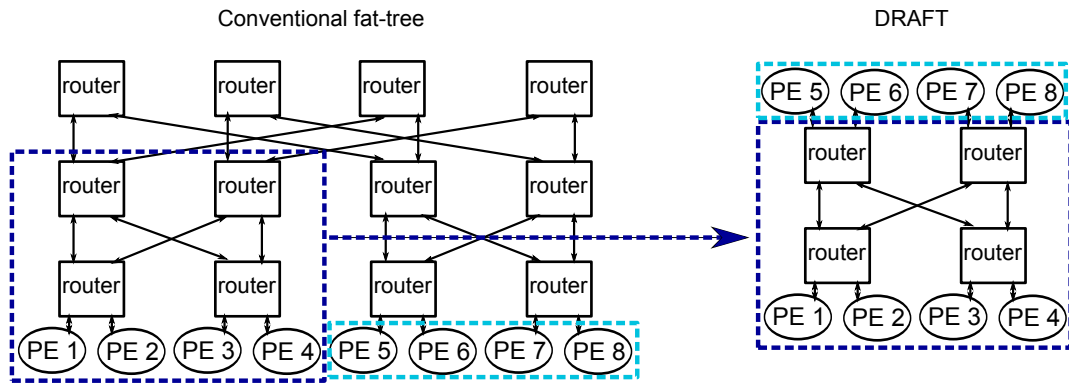 Conventional fat-tree
DRAFT
router router router router
PE 5 PE 6 PE 7 PE 8
router router
router router router router
router router
router router router router
PE 1 PE 2 PE 3 PE 4
PE 1 PE 2 PE 3 PE 4 PE 5 PE 6 PE 7 PE 8